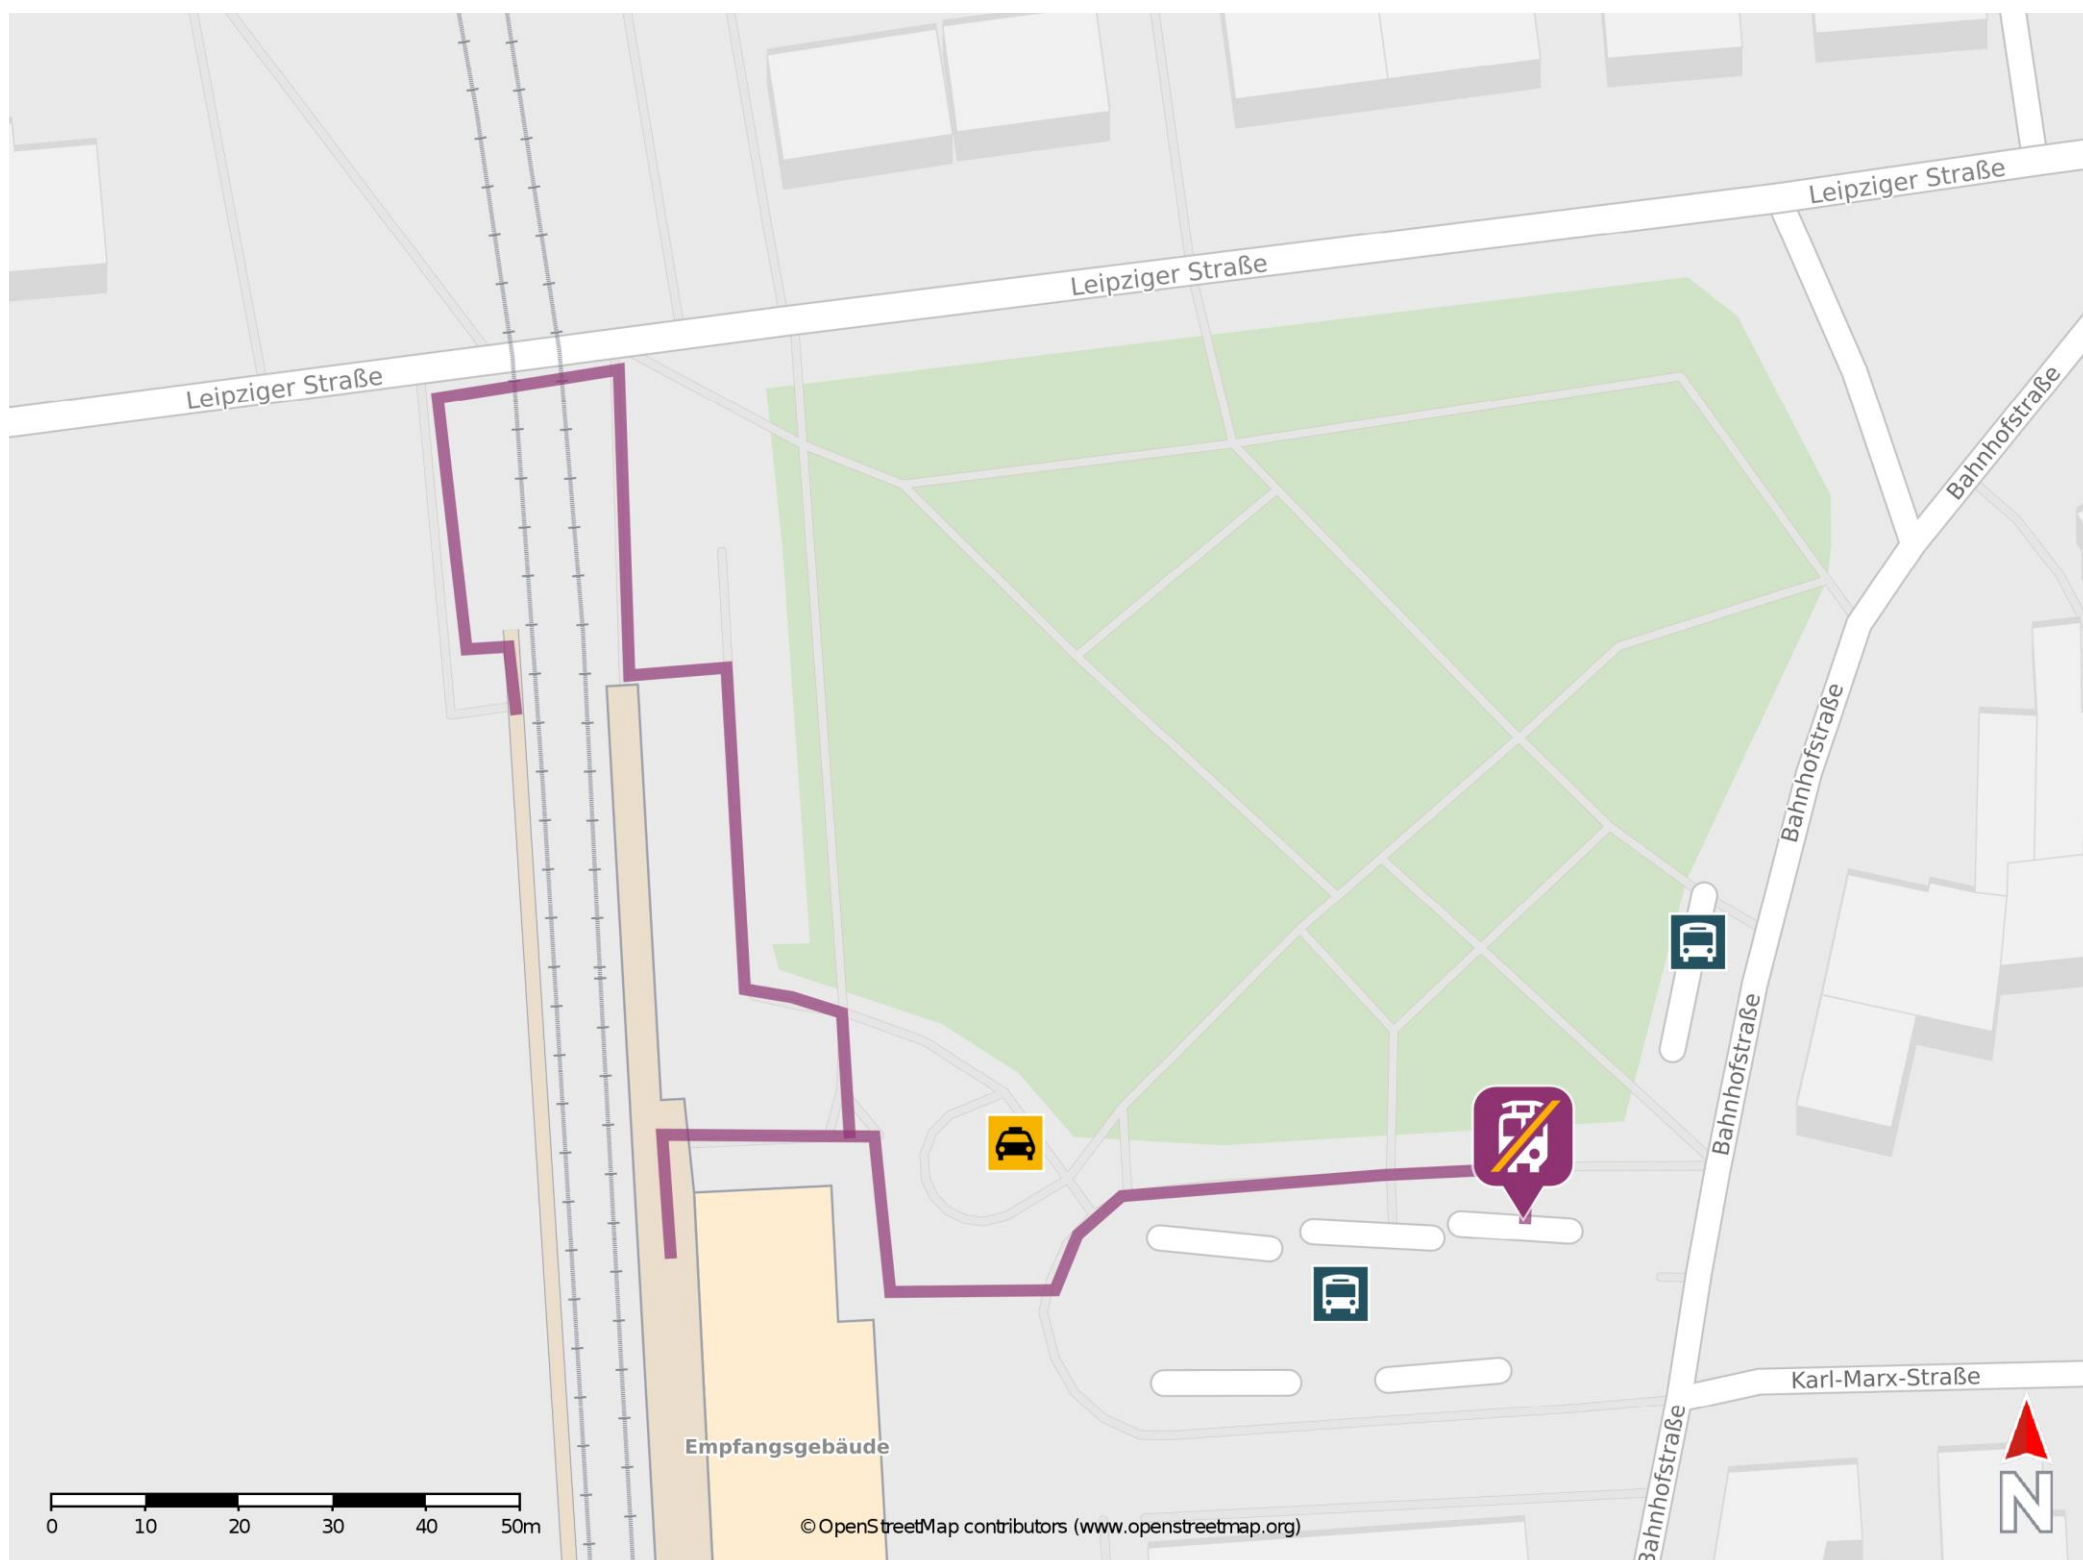 Leipziger Straße
Leipziger Straße
Leipziger Straße
Bahnhofstraße
Bahnhofstraße
Bahnhofstraße
Karl-Marx-Straße
Bahnhofstraße
Empfangsgebäude
N
0 10 20 30 40 50m
© OpenStreetMap contributors (www.openstreetmap.org)